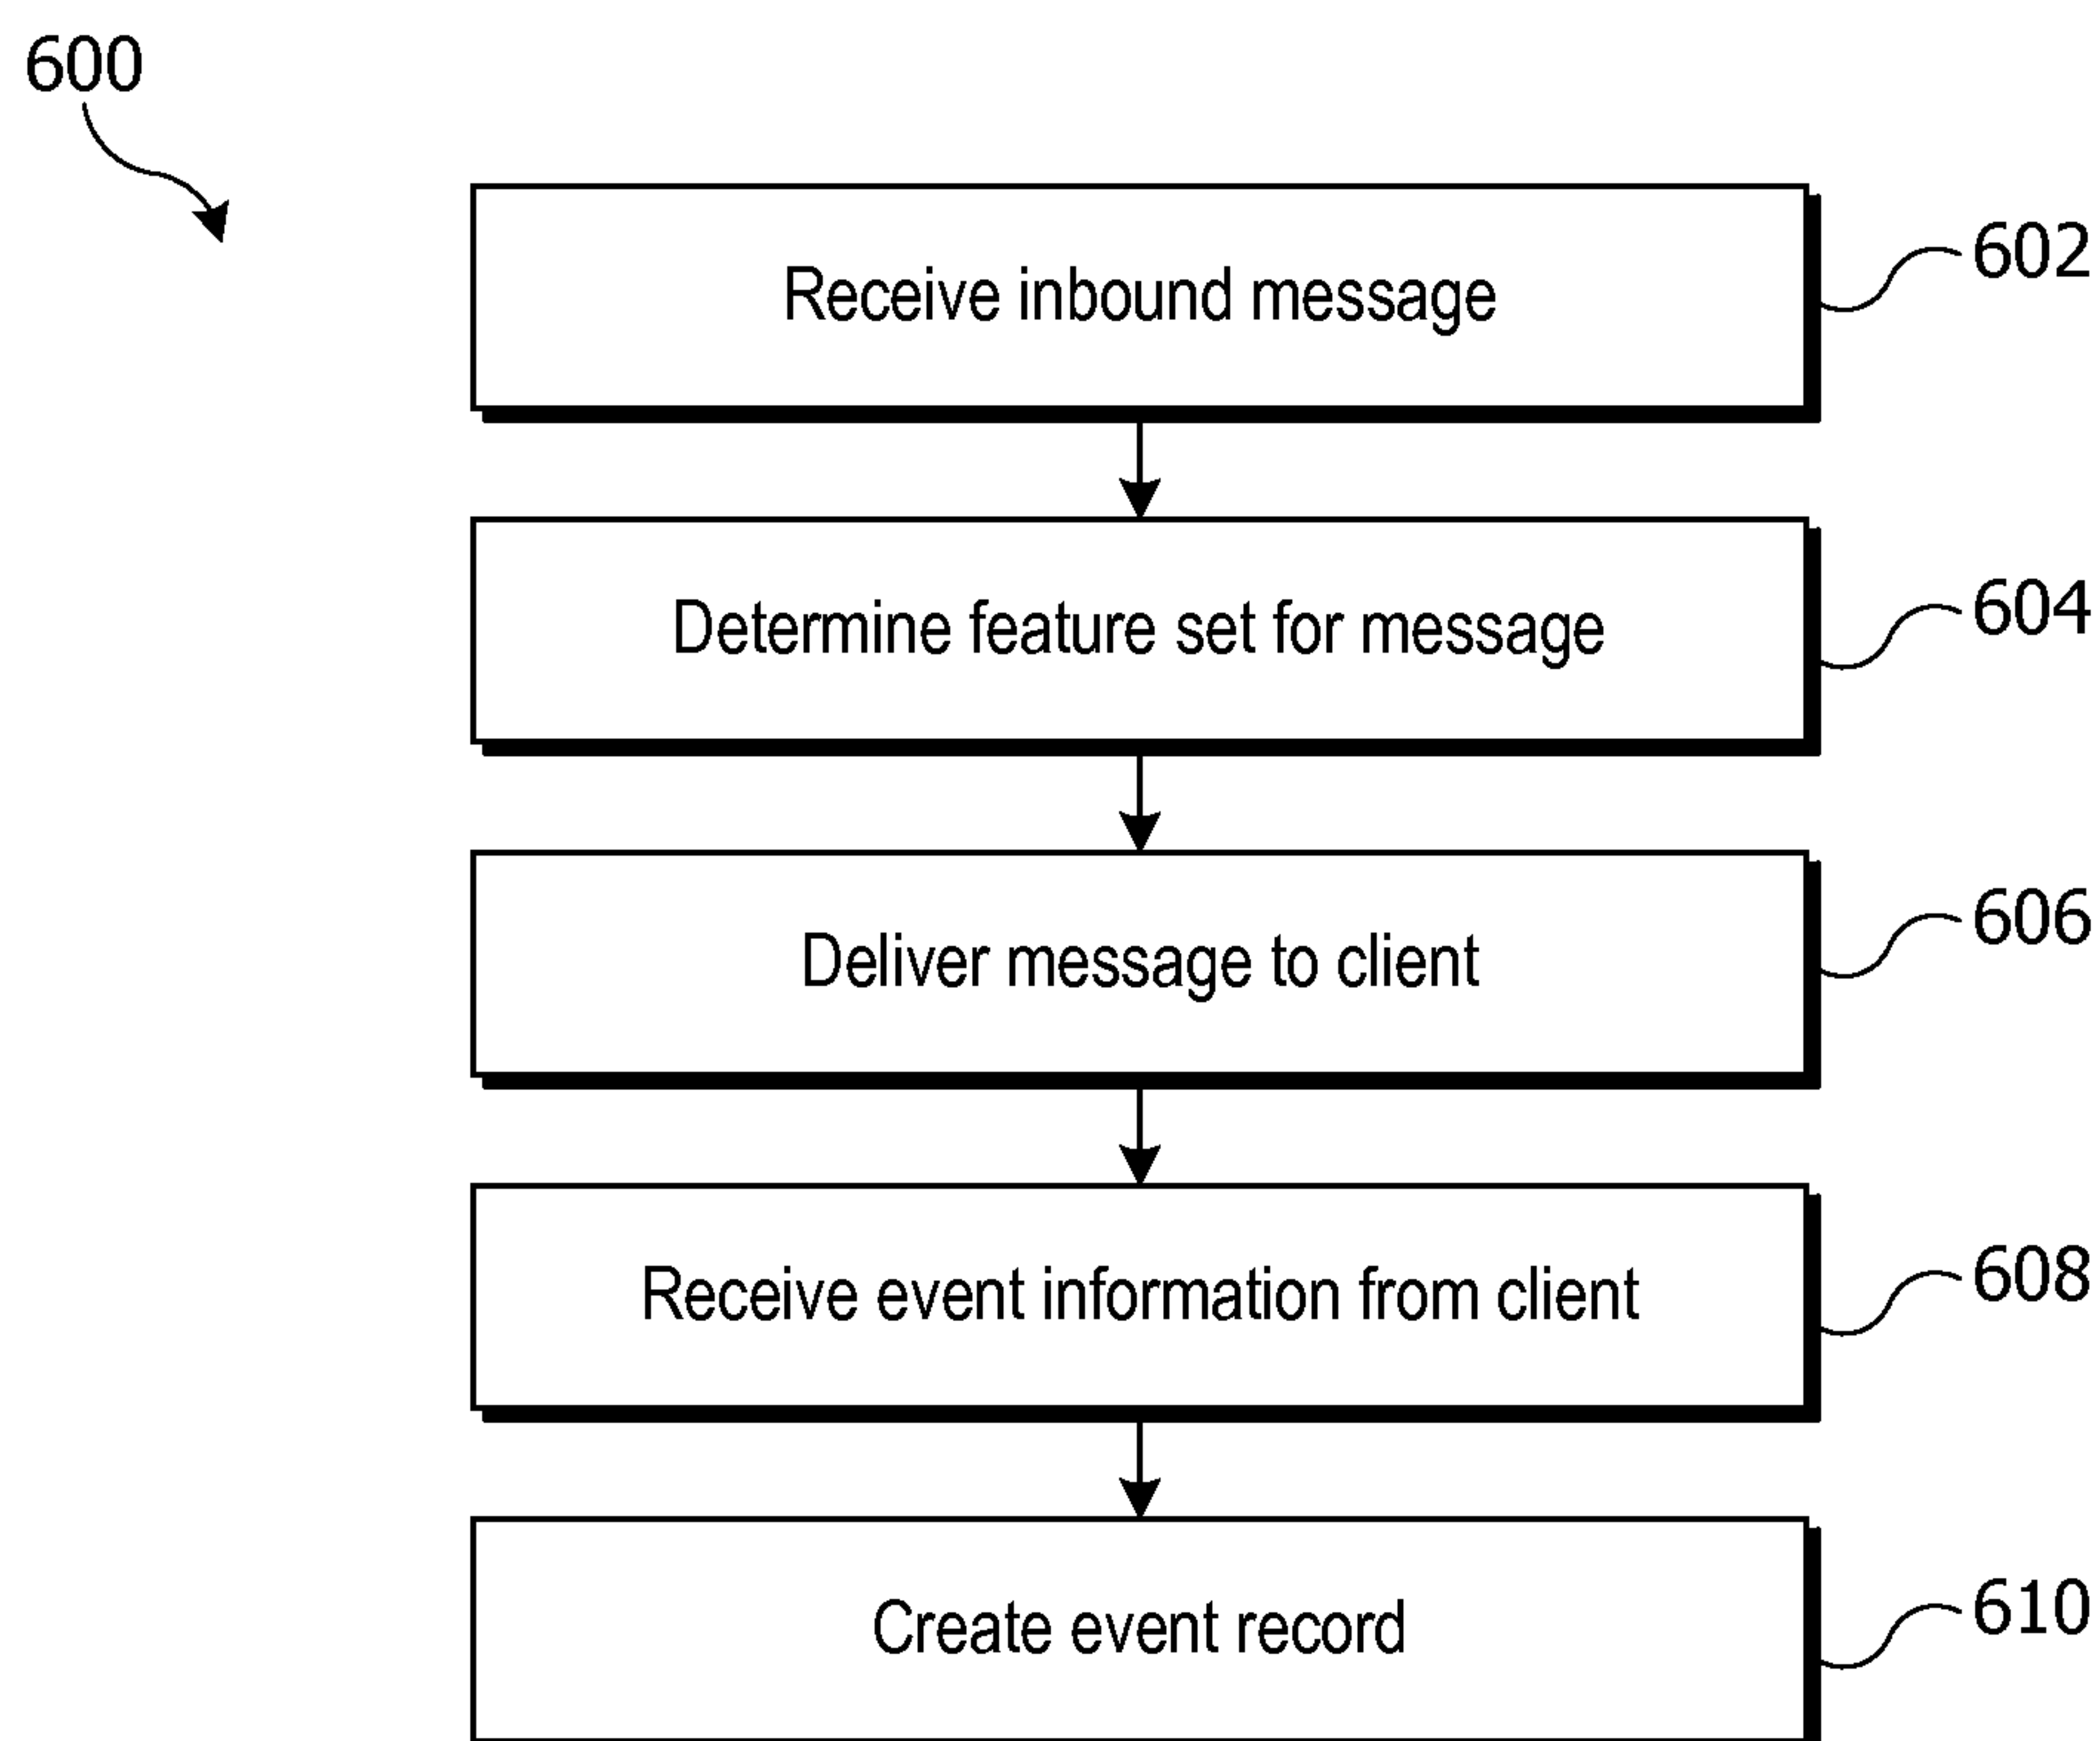 600
Receive inbound message
602
Determine feature set for message
604
Deliver message to client
606
Receive event information from client
608
Create event record
610